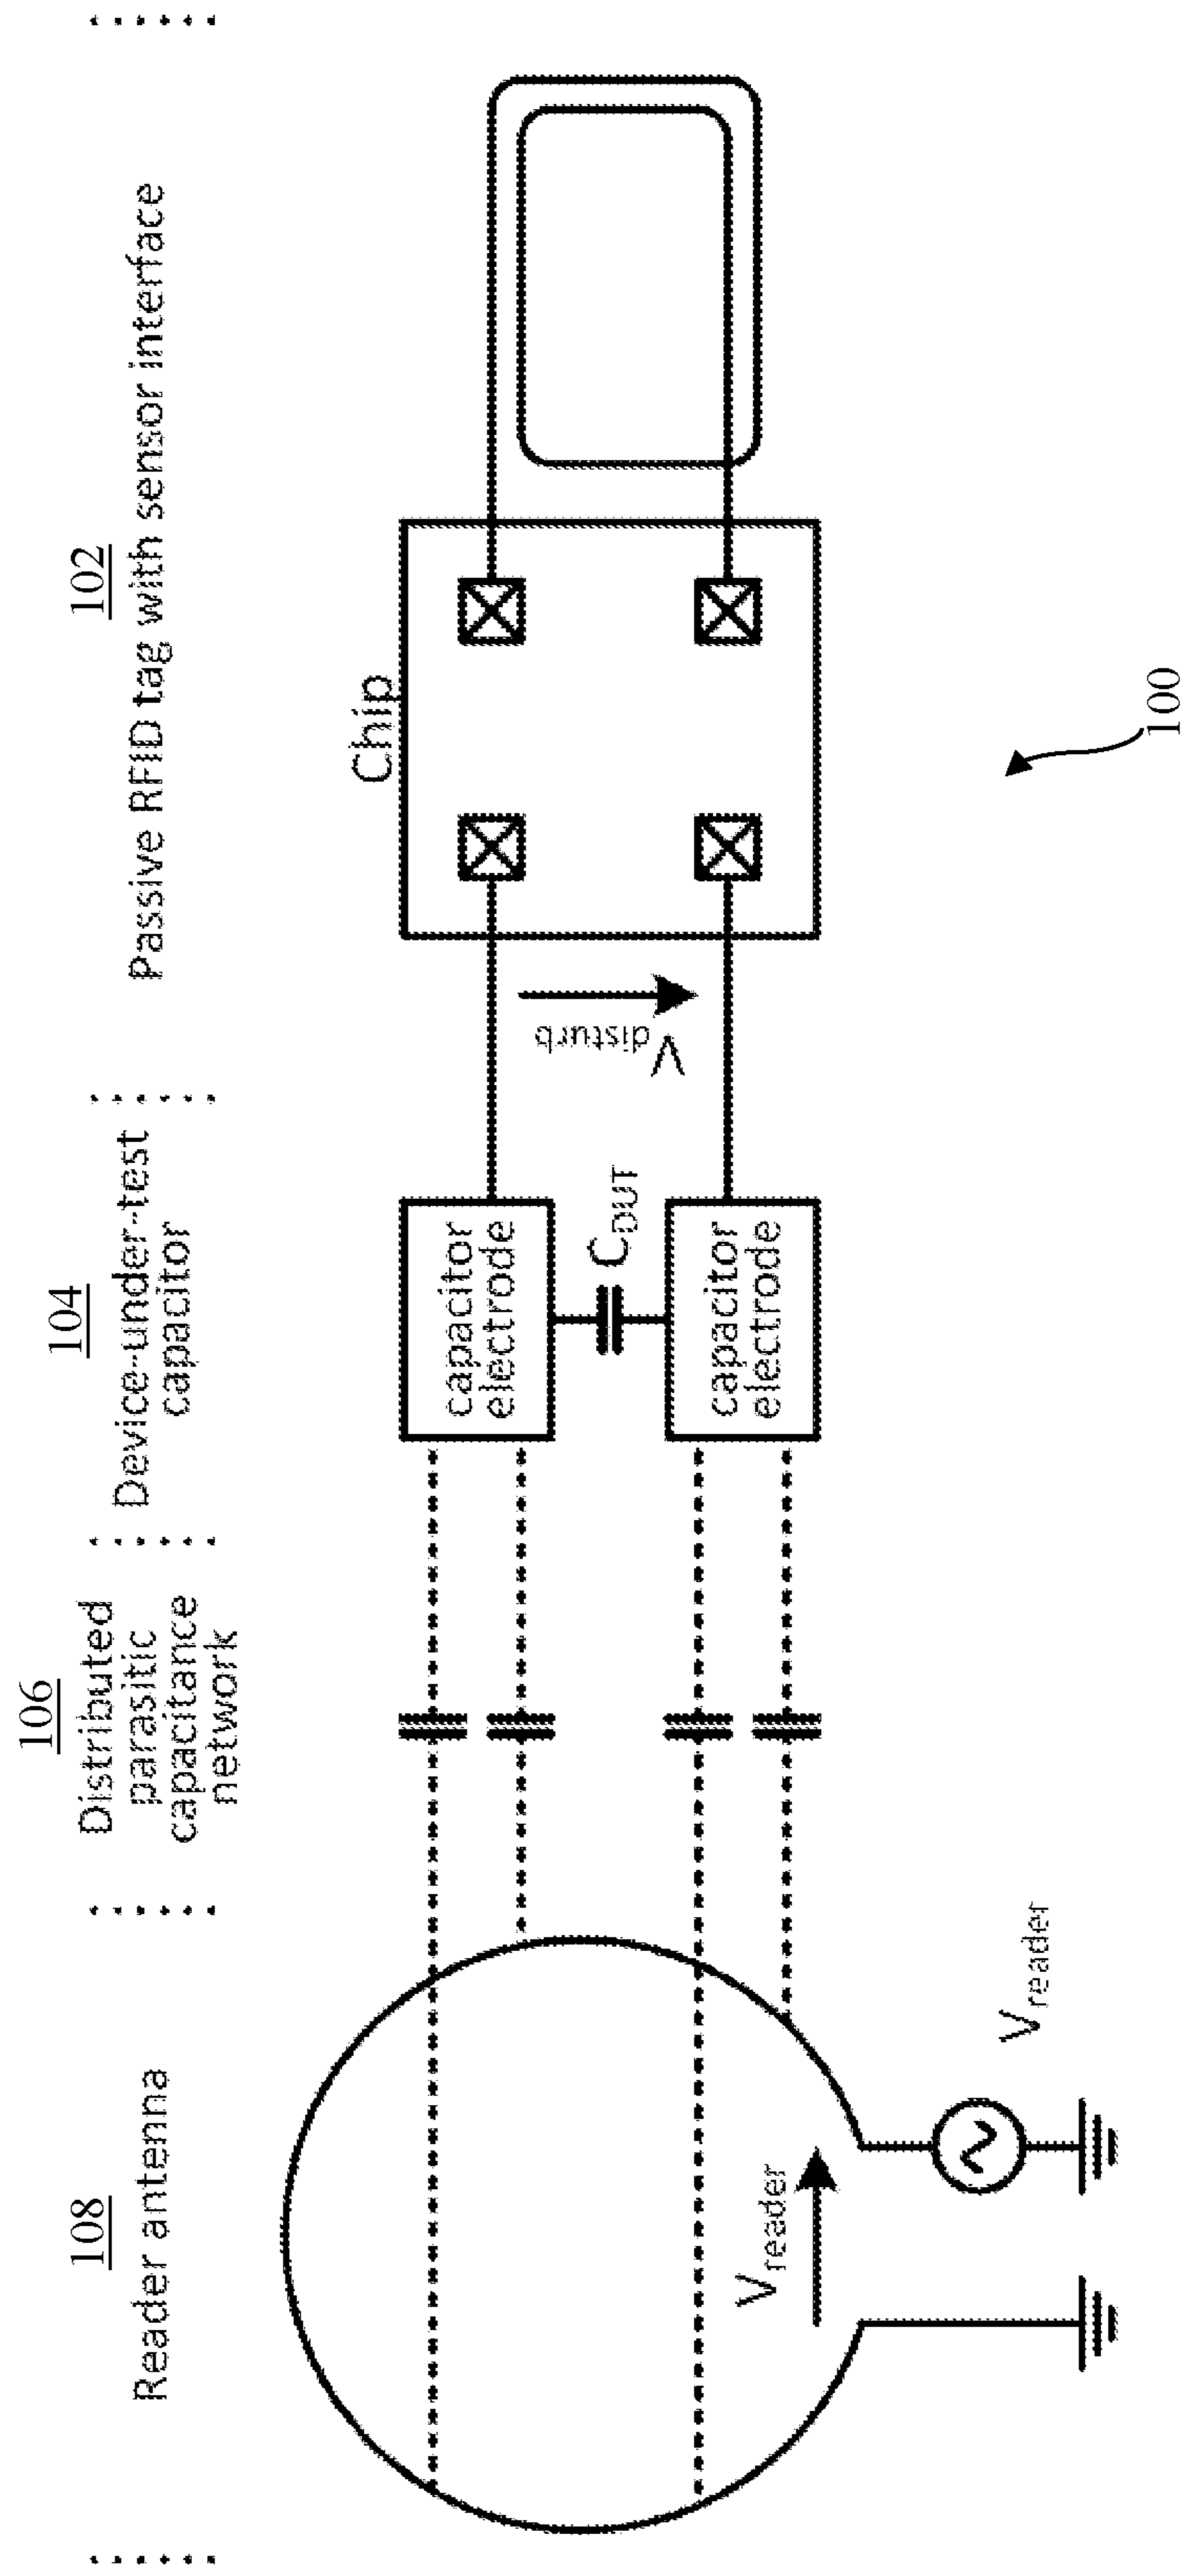 108
Reader antenna
106
Distributed
parasitic
capacitance
network
104
Device-under-test
capacitor
102
Passive RFID tag with sensor interface
Chip
capacitor
electrode
C_DUT
capacitor
electrode
V_disturb
V_reader
V_reader
100